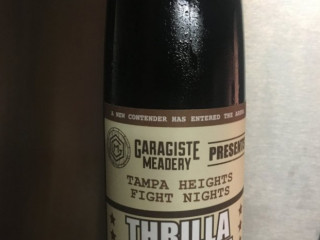 A NEW CONTENDER HAS ENTERED THE
GARAGISTE
MEADERY
PRESENTS
TAMPA HEIGHTS
FIGHT NIGHTS
THRILLA